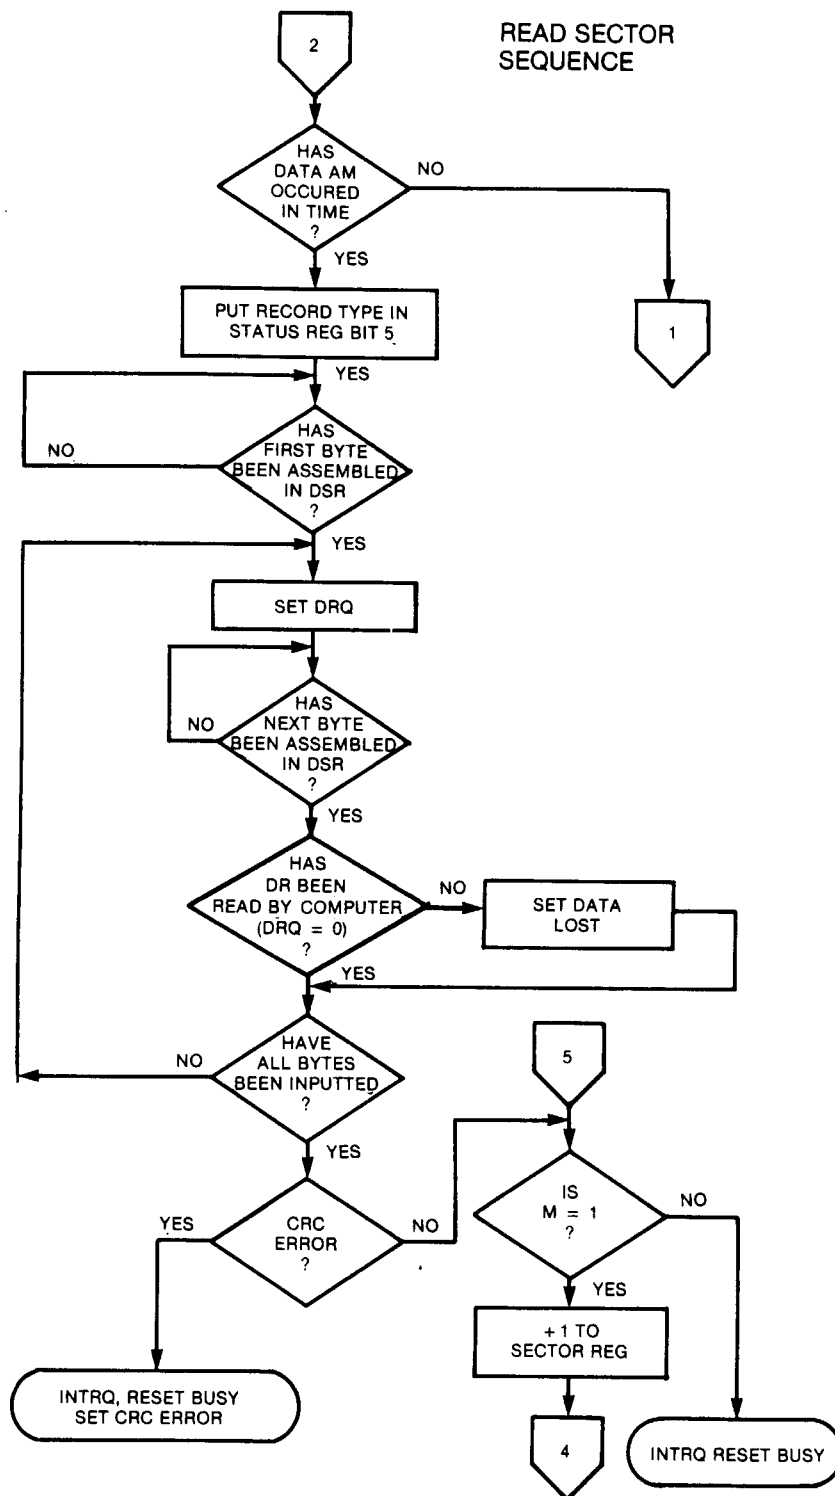 READ SECTOR
SEQUENCE
2
HAS
DATA AM
OCCURED
IN TIME
?
NO
YES
PUT RECORD TYPE IN
STATUS REG BIT 5
1
YES
HAS
FIRST BYTE
BEEN ASSEMBLED
IN DSR
?
NO
YES
SET DRQ
HAS
NEXT BYTE
BEEN ASSEMBLED
IN DSR
?
NO
YES
HAS
DR BEEN
READ BY COMPUTER
(DRQ = 0)
?
NO
SET DATA
LOST
YES
HAVE
ALL BYTES
BEEN INPUTTED
?
NO
5
YES
CRC
ERROR
?
YES
NO
IS
M = 1
?
NO
YES
+ 1 TO
SECTOR REG
INTRQ, RESET BUSY
SET CRC ERROR
4
INTRQ RESET BUSY